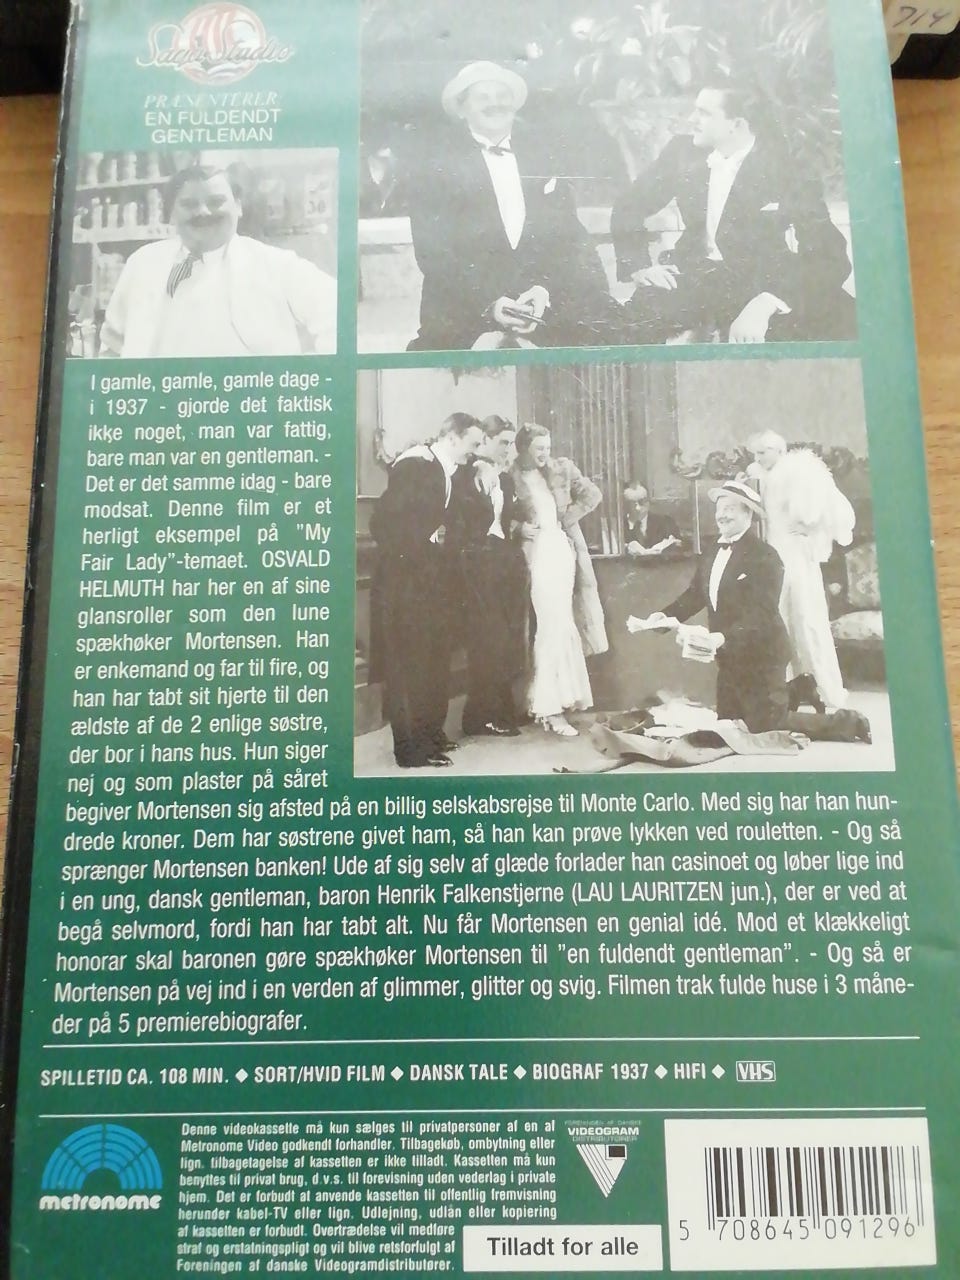 714
Saga Studio
PRÆSENTERER
EN FULDENDT
GENTLEMAN
I gamle, gamle, gamle dage -
i 1937 - gjorde det faktisk
ikke noget, man var fattig,
bare man var en gentleman. -
Det er det samme idag - bare
modsat. Denne film er et
herligt eksempel på "My
Fair Lady"-temaet. OSVALD
HELMUTH har her en af sine
glansroller som den lune
spækhøker Mortensen. Han
er enkemand og far til fire, og
han har tabt sit hjerte til den
ældste af de 2 enlige søstre,
der bor i hans hus. Hun siger
nej og som plaster på såret
begiver Mortensen sig afsted på en billig selskabsrejse til Monte Carlo. Med sig har han hun-
drede kroner. Dem har søstrene givet ham, så han kan prøve lykken ved rouletten. - Og så
sprænger Mortensen banken! Ude af sig selv af glæde forlader han casinoet og løber lige ind
i en ung, dansk gentleman, baron Henrik Falkenstjerne (LAU LAURITZEN jun.), der er ved at
begå selvmord, fordi han har tabt alt. Nu får Mortensen en genial idé. Mod et klækkeligt
honorar skal baronen gøre spækhøker Mortensen til "en fuldendt gentleman". - Og så er
Mortensen på vej ind i en verden af glimmer, glitter og svig. Filmen trak fulde huse i 3 måne-
der på 5 premierebiografer.
SPILLETID CA. 108 MIN. ◆ SORT/HVID FILM ◆ DANSK TALE ◆ BIOGRAF 1937 ◆ HIFI ◆ VHS
metronome
Denne videokassette må kun sælges til privatpersoner af en af
Metronome Video godkendt forhandler. Tilbagekøb, ombytning eller
lign. tilbagetagelse af kassetten er ikke tilladt. Kassetten må kun
benyttes til privat brug, d.v.s. til forevisning uden vederlag i private
hjem. Det er forbudt at anvende kassetten til offentlig fremvisning
herunder kabel-TV eller lign. Udlejning, udlån eller kopiering
af kassetten er forbudt. Overtrædelse vil medføre
straf og erstatningspligt og vil blive retsforfulgt af
Foreningen af danske Videogramdistributører.
FORENINGEN AF DANSKE
VIDEOGRAM
DISTRIBUTØRER
Tilladt for alle
5 708645 091296